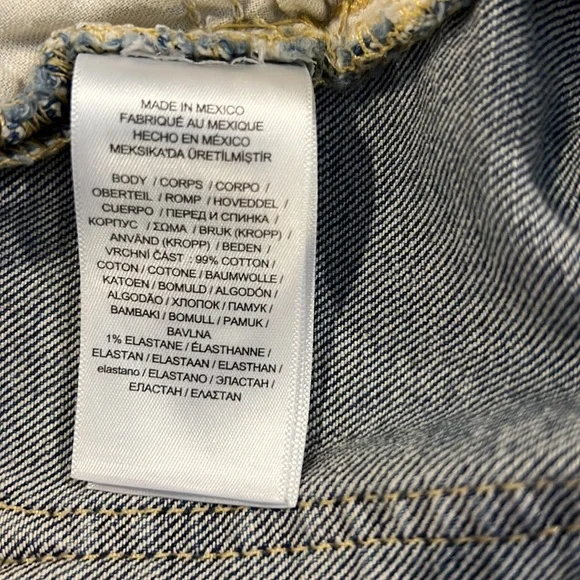 MADE IN MEXICO
FABRIQUÉ AU MEXIQUE
HECHO EN MÉXICO
MEKSIKA'DA ÜRETİLMİŞTİR
BODY / CORPS / CORPO /
OBERTEIL / ROMP / HOVEDDEL /
CUERPO / ПЕРЕД И СПИНКА /
КОРПУС / ΣΩΜΑ / BRUK (KROPP) /
ANVÄND (KROPP) / BEDEN /
VRCHNÍ ČÁST : 99% COTTON /
COTON / COTONE / BAUMWOLLE /
KATOEN / BOMULD / ALGODÓN /
ALGODÃO / ХЛОПОК / ПАМУК /
BAMBAKI / BOMULL / PAMUK /
BAVLNA
1% ELASTANE / ÉLASTHANNE /
ELASTAN / ELASTAAN / ELASTHAN /
elastano / ELASTANO / ЭЛАСТАН /
ЕЛАСТАН / ΕΛΑΣΤΑΝ